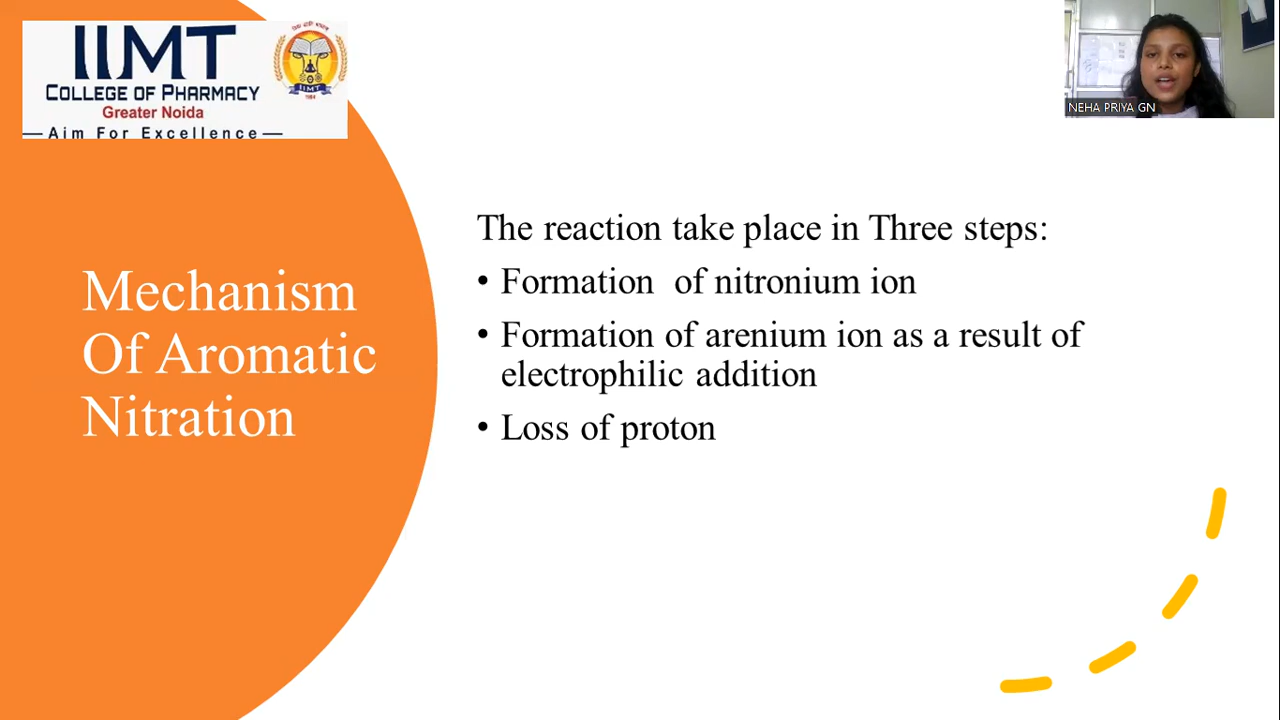 IIMT
COLLEGE OF PHARMACY
Greater Noida
Aim For Excellence
IIMT
NEHA PRIYA GN
Mechanism
Of Aromatic
Nitration
The reaction take place in Three steps:
• Formation of nitronium ion
• Formation of arenium ion as a result of
electrophilic addition
• Loss of proton